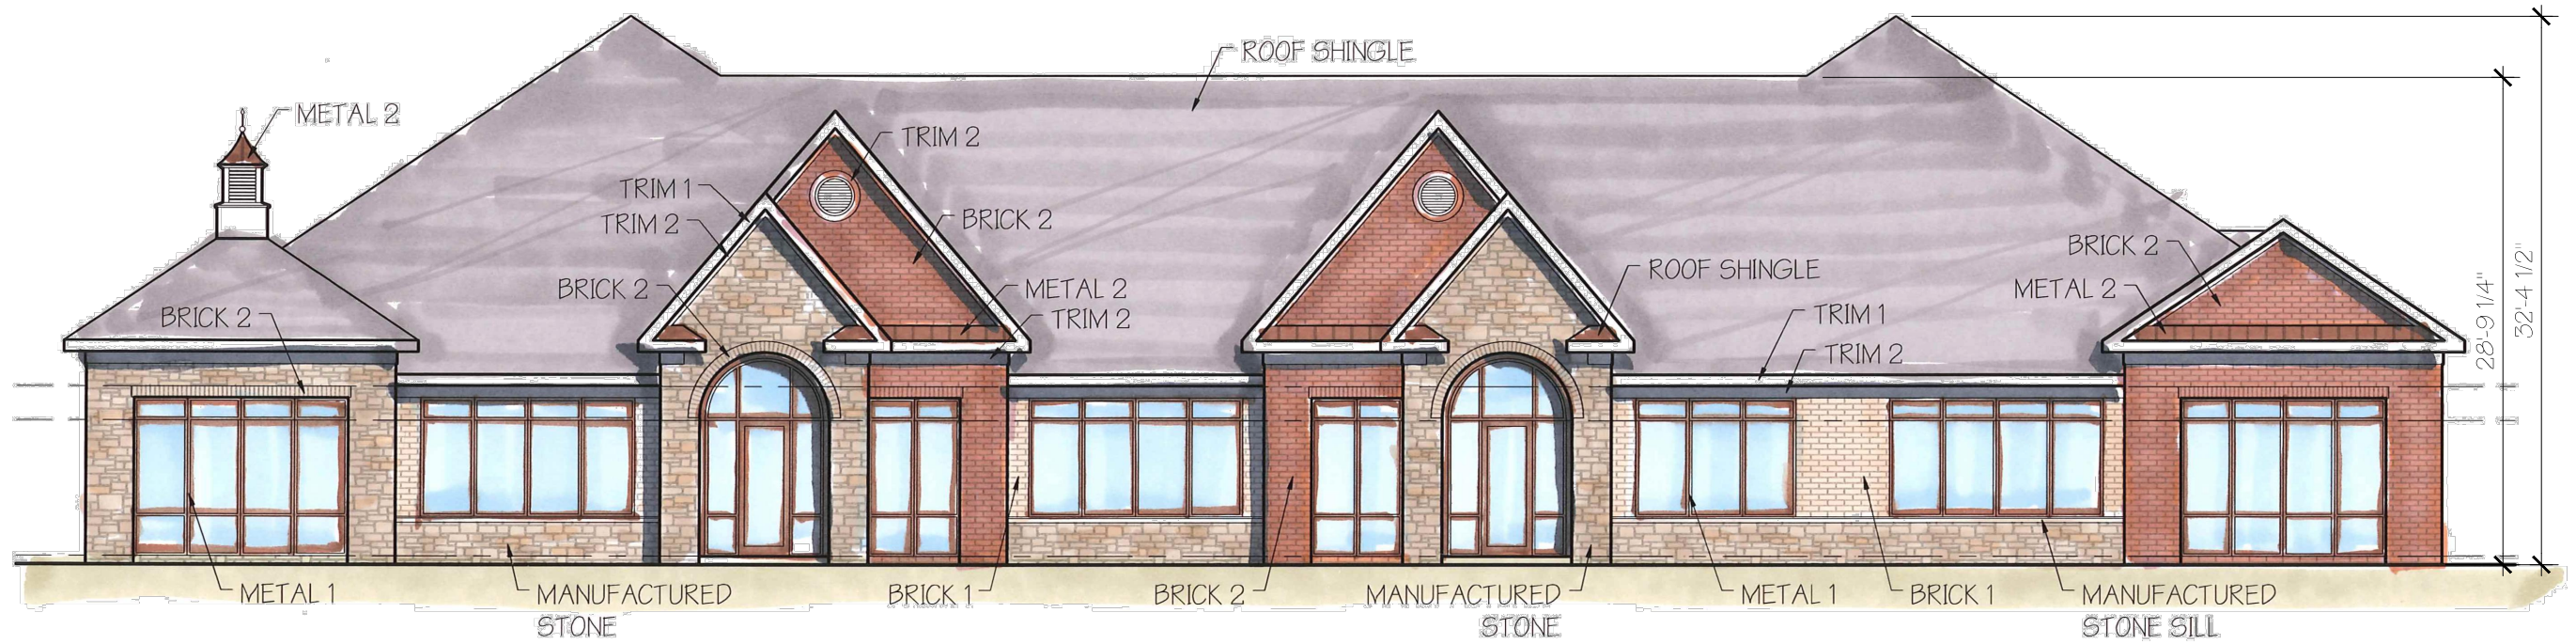 ROOF SHINGLE
METAL 2
TRIM 2
TRIM 1
TRIM 2
BRICK 2
BRICK 2
BRICK 2
ROOF SHINGLE
METAL 2
METAL 2
BRICK 2
TRIM 2
TRIM 1
TRIM 2
28'-9 1/4"
32'-4 1/2"
METAL 1
MANUFACTURED
STONE
BRICK 1
BRICK 2
MANUFACTURED
STONE
METAL 1
BRICK 1
MANUFACTURED
STONE SILL